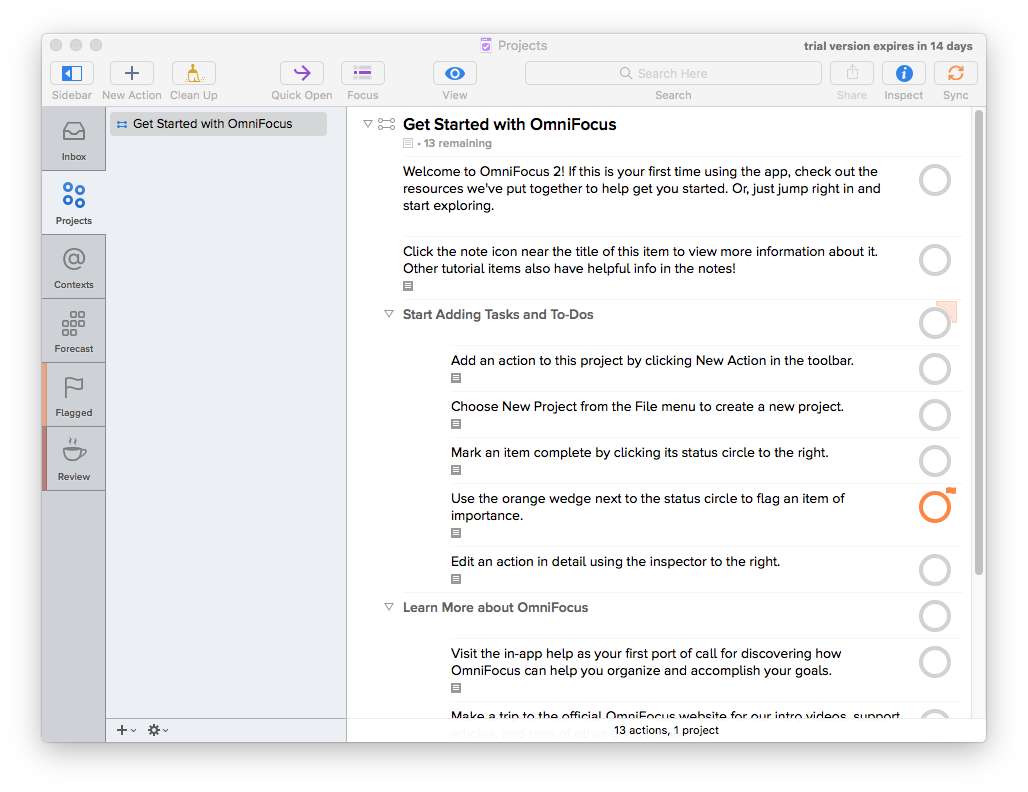 Projects
trial version expires in 14 days
Sidebar
New Action
Clean Up
Quick Open
Focus
View
Search Here
Search
Share
Inspect
Sync
Inbox
Projects
Contexts
Forecast
Flagged
Review
Get Started with OmniFocus
Get Started with OmniFocus
• 13 remaining
Welcome to OmniFocus 2! If this is your first time using the app, check out the
resources we've put together to help get you started. Or, just jump right in and
start exploring.
Click the note icon near the title of this item to view more information about it.
Other tutorial items also have helpful info in the notes!
Start Adding Tasks and To-Dos
Add an action to this project by clicking New Action in the toolbar.
Choose New Project from the File menu to create a new project.
Mark an item complete by clicking its status circle to the right.
Use the orange wedge next to the status circle to flag an item of
importance.
Edit an action in detail using the inspector to the right.
Learn More about OmniFocus
Visit the in-app help as your first port of call for discovering how
OmniFocus can help you organize and accomplish your goals.
Make a trip to the official OmniFocus website for our intro videos, support
articles, and tons of other
13 actions, 1 project